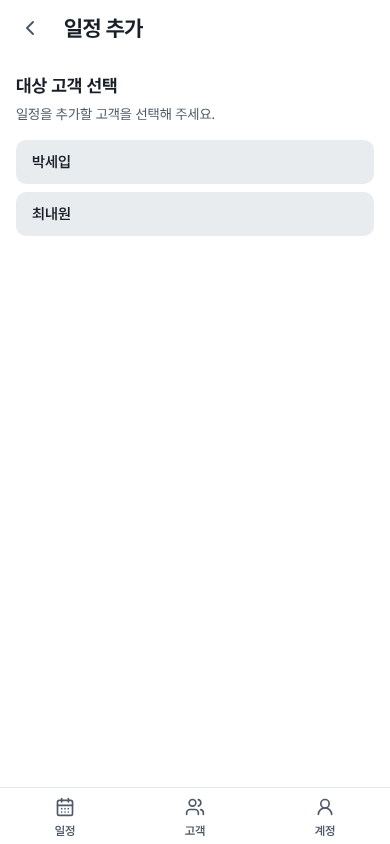 일정 추가
대상 고객 선택
일정을 추가할 고객을 선택해 주세요.
박세입
최내원
일정
고객
계정